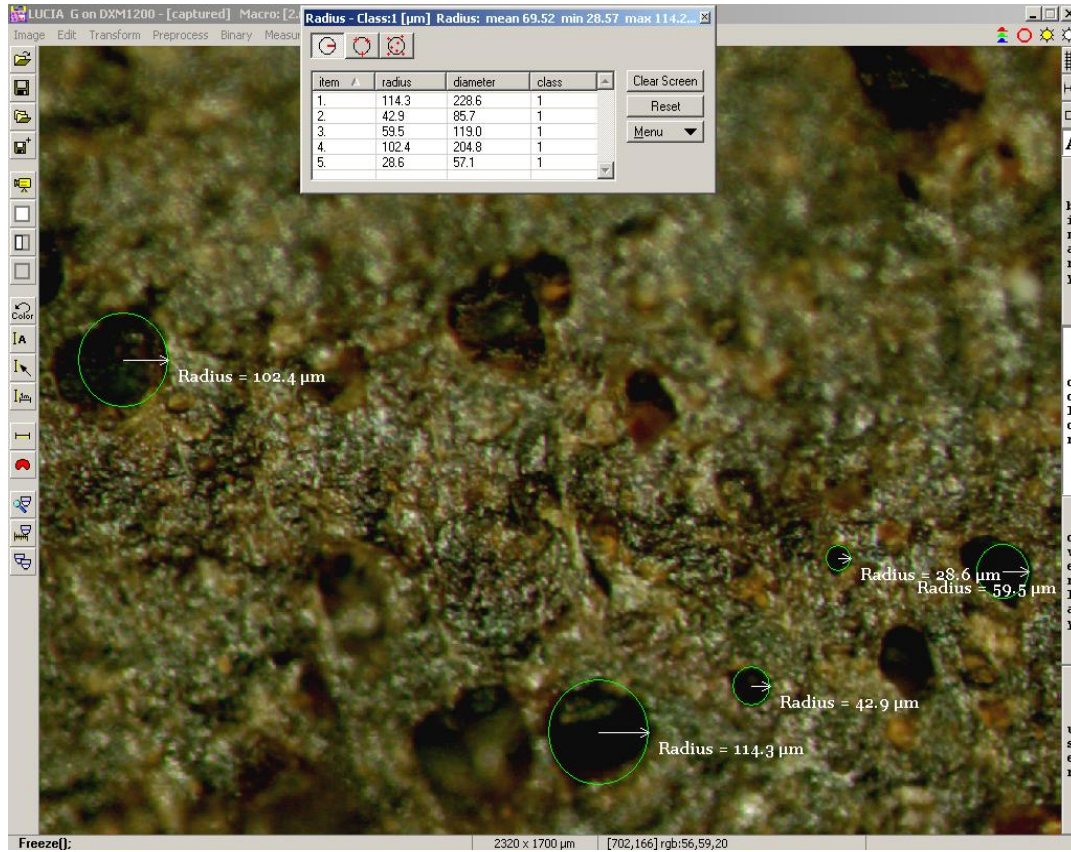 LUCIA G on DXM1200 - [captured] Macro: [2.
Image Edit Transform Preprocess Binary Measur
Radius - Class:1 [µm] Radius: mean 69.52 min 28.57 max 114.2...
item radius diameter class
1. 114.3 228.6 1
2. 42.9 85.7 1
3. 59.5 119.0 1
4. 102.4 204.8 1
5. 28.6 57.1 1
Clear Screen
Reset
Menu
Color
Radius = 102.4 µm
Radius = 28.6 µm
Radius = 59.5 µm
Radius = 42.9 µm
Radius = 114.3 µm
Freeze();
2320 x 1700 µm
[702,166] rgb:56,59,20